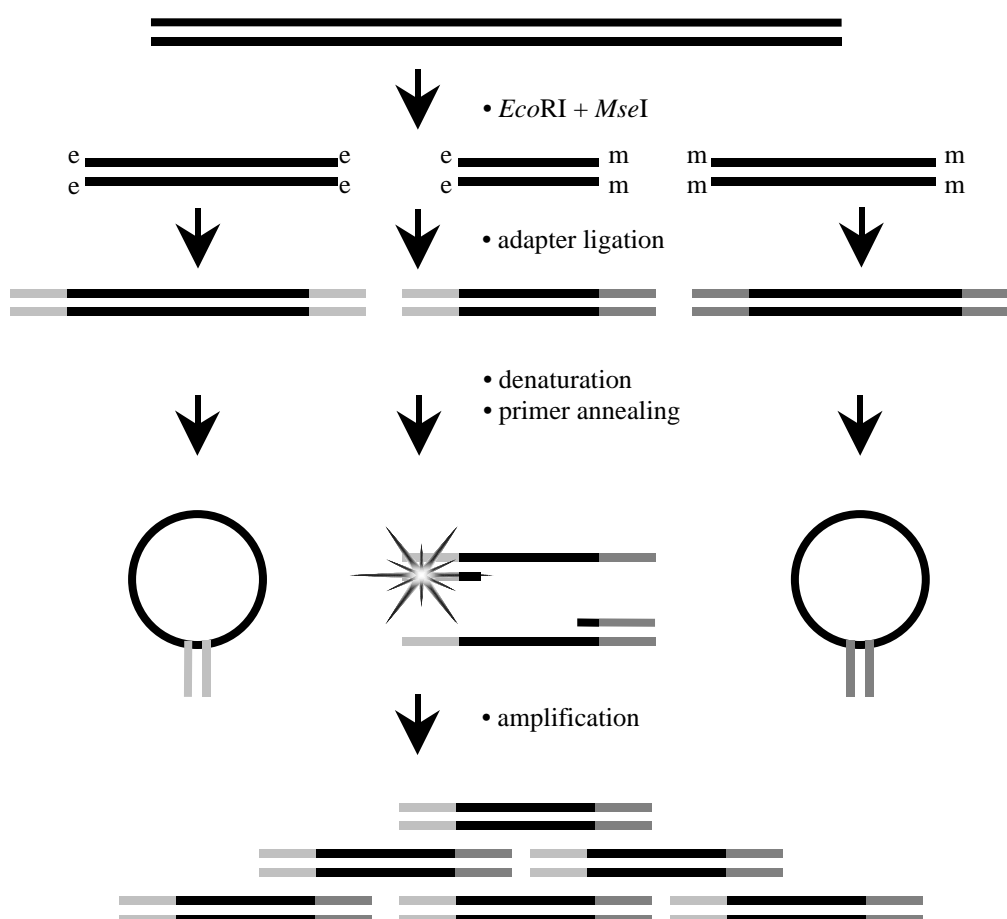 • EcoRI + MseI
e e e m m m
e e e m m m
• adapter ligation
• denaturation
• primer annealing
• amplification